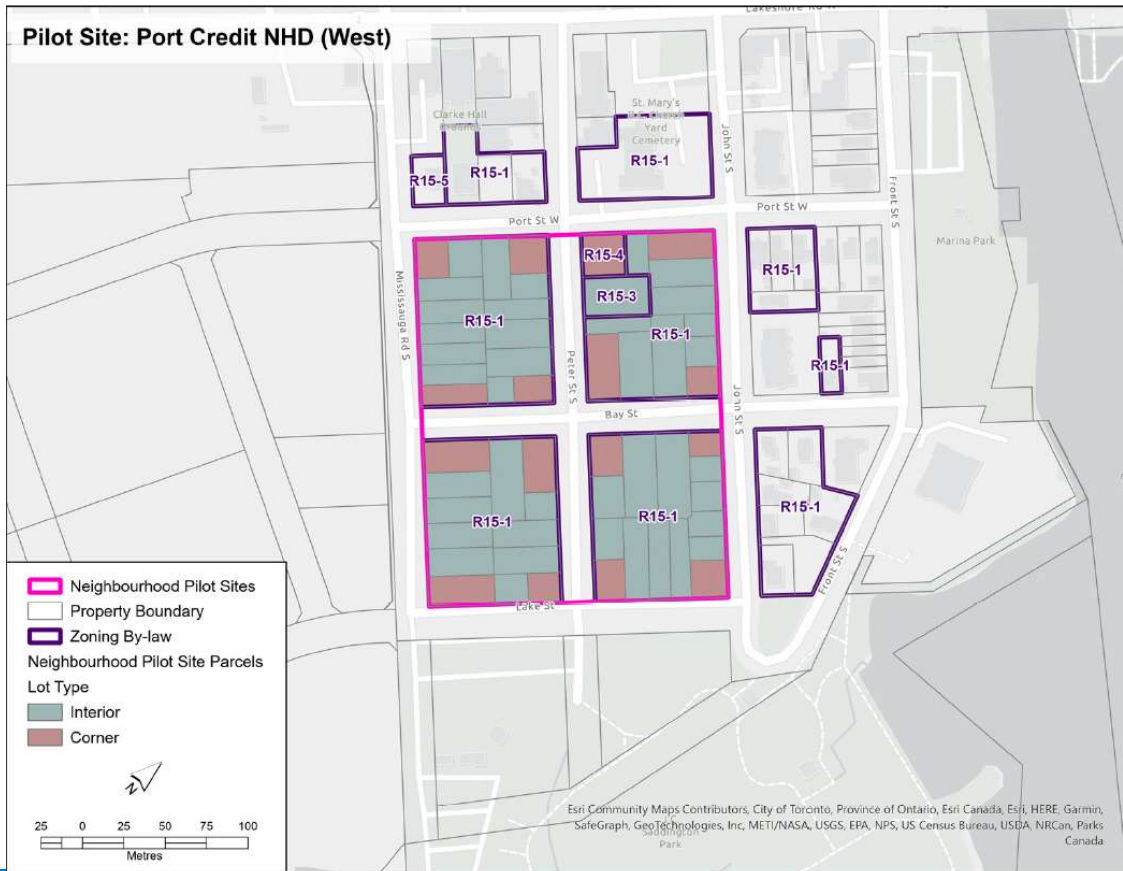 Lakeshore Rd W
Pilot Site: Port Credit NHD (West)
Clarke Hall
Grounds
St. Mary's
R.C. Church
Yard
Cemetery
John St S
R15-5
R15-1
R15-1
Front St S
Port St W
Port St W
Marina Park
Mississauga Rd S
R15-4
R15-1
R15-3
R15-1
R15-1
Peter St S
R15-1
Bay St
John St S
R15-1
R15-1
R15-1
Front St S
Lake St
Neighbourhood Pilot Sites
Property Boundary
Zoning By-law
Neighbourhood Pilot Site Parcels
Lot Type
Interior
Corner
N
25 0 25 50 75 100
Metres
Esri Community Maps Contributors, City of Toronto, Province of Ontario, Esri Canada, Esri, HERE, Garmin,
SafeGraph, GeoTechnologies, Inc, METI/NASA, USGS, EPA, NPS, US Census Bureau, USDA, NRCan, Parks
Canada
Saddington
Park